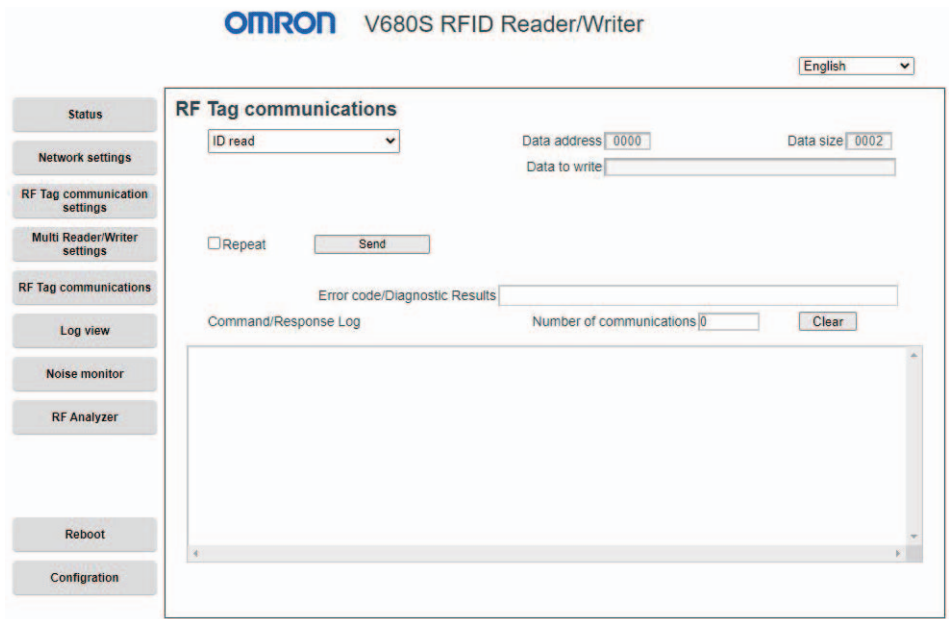 OMRON V680S RFID Reader/Writer
English
Status
Network settings
RF Tag communication
settings
Multi Reader/Writer
settings
RF Tag communications
Log view
Noise monitor
RF Analyzer
Reboot
Configration
RF Tag communications
ID read Data address 0000 Data size 0002
Data to write
Repeat Send
Error code/Diagnostic Results
Command/Response Log Number of communications 0 Clear